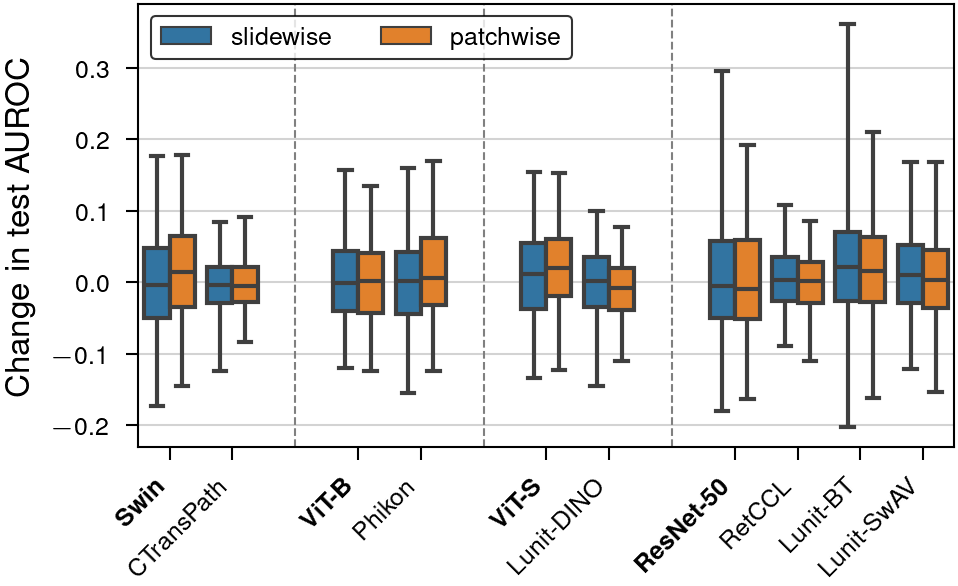 Change in test AUROC
slidewise
patchwise
0.3
0.2
0.1
0.0
−0.1
−0.2
Swin
CTransPath
ViT-B
Phikon
ViT-S
Lunit-DINO
ResNet-50
RetCCL
Lunit-BT
Lunit-SwAV